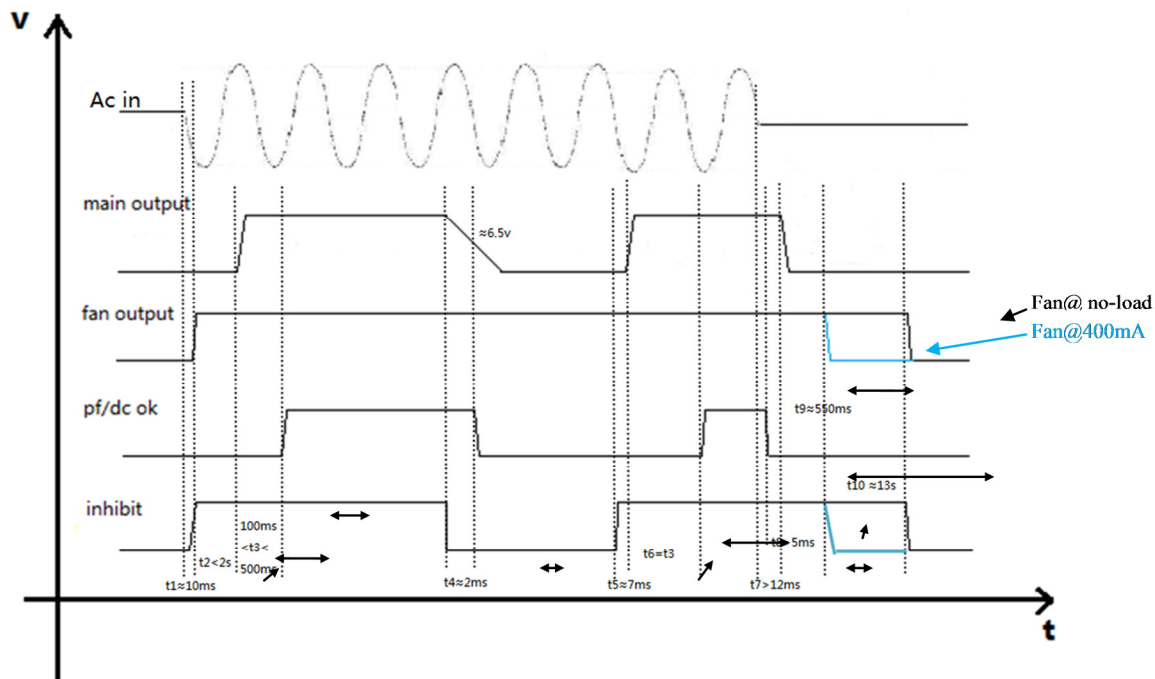 V
Ac in
main output
≈6.5v
fan output
Fan@ no-load
Fan@400mA
pf/dc ok
t9≈550ms
t10 ≈13s
inhibit
100ms
<t3<
500ms
t2<2s
t6=t3
5ms
t1≈10ms
t4≈2ms
t5≈7ms
t7>12ms
t